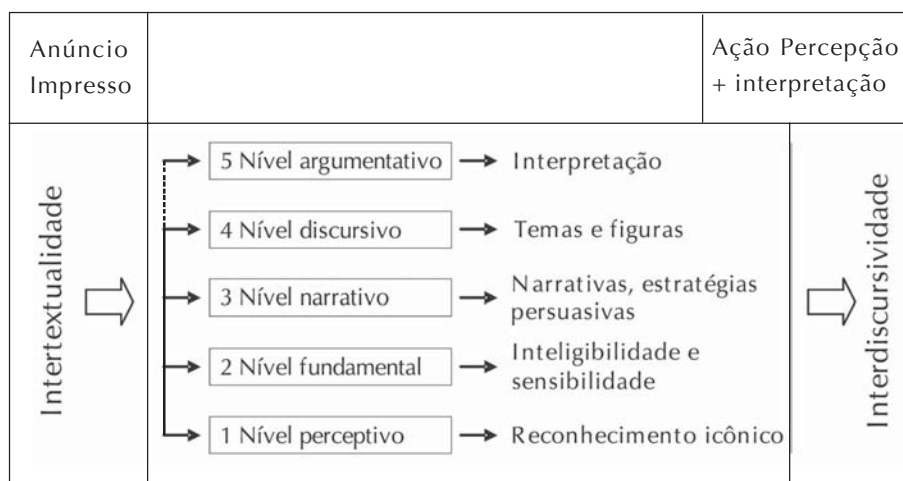 Anúncio
Impresso
Ação Percepção
+ interpretação
Intertextualidade
5 Nível argumentativo
Interpretação
4 Nível discursivo
Temas e figuras
3 Nível narrativo
Narrativas, estratégias
persuasivas
2 Nível fundamental
Inteligibilidade e
sensibilidade
1 Nível perceptivo
Reconhecimento icônico
Interdiscursividade